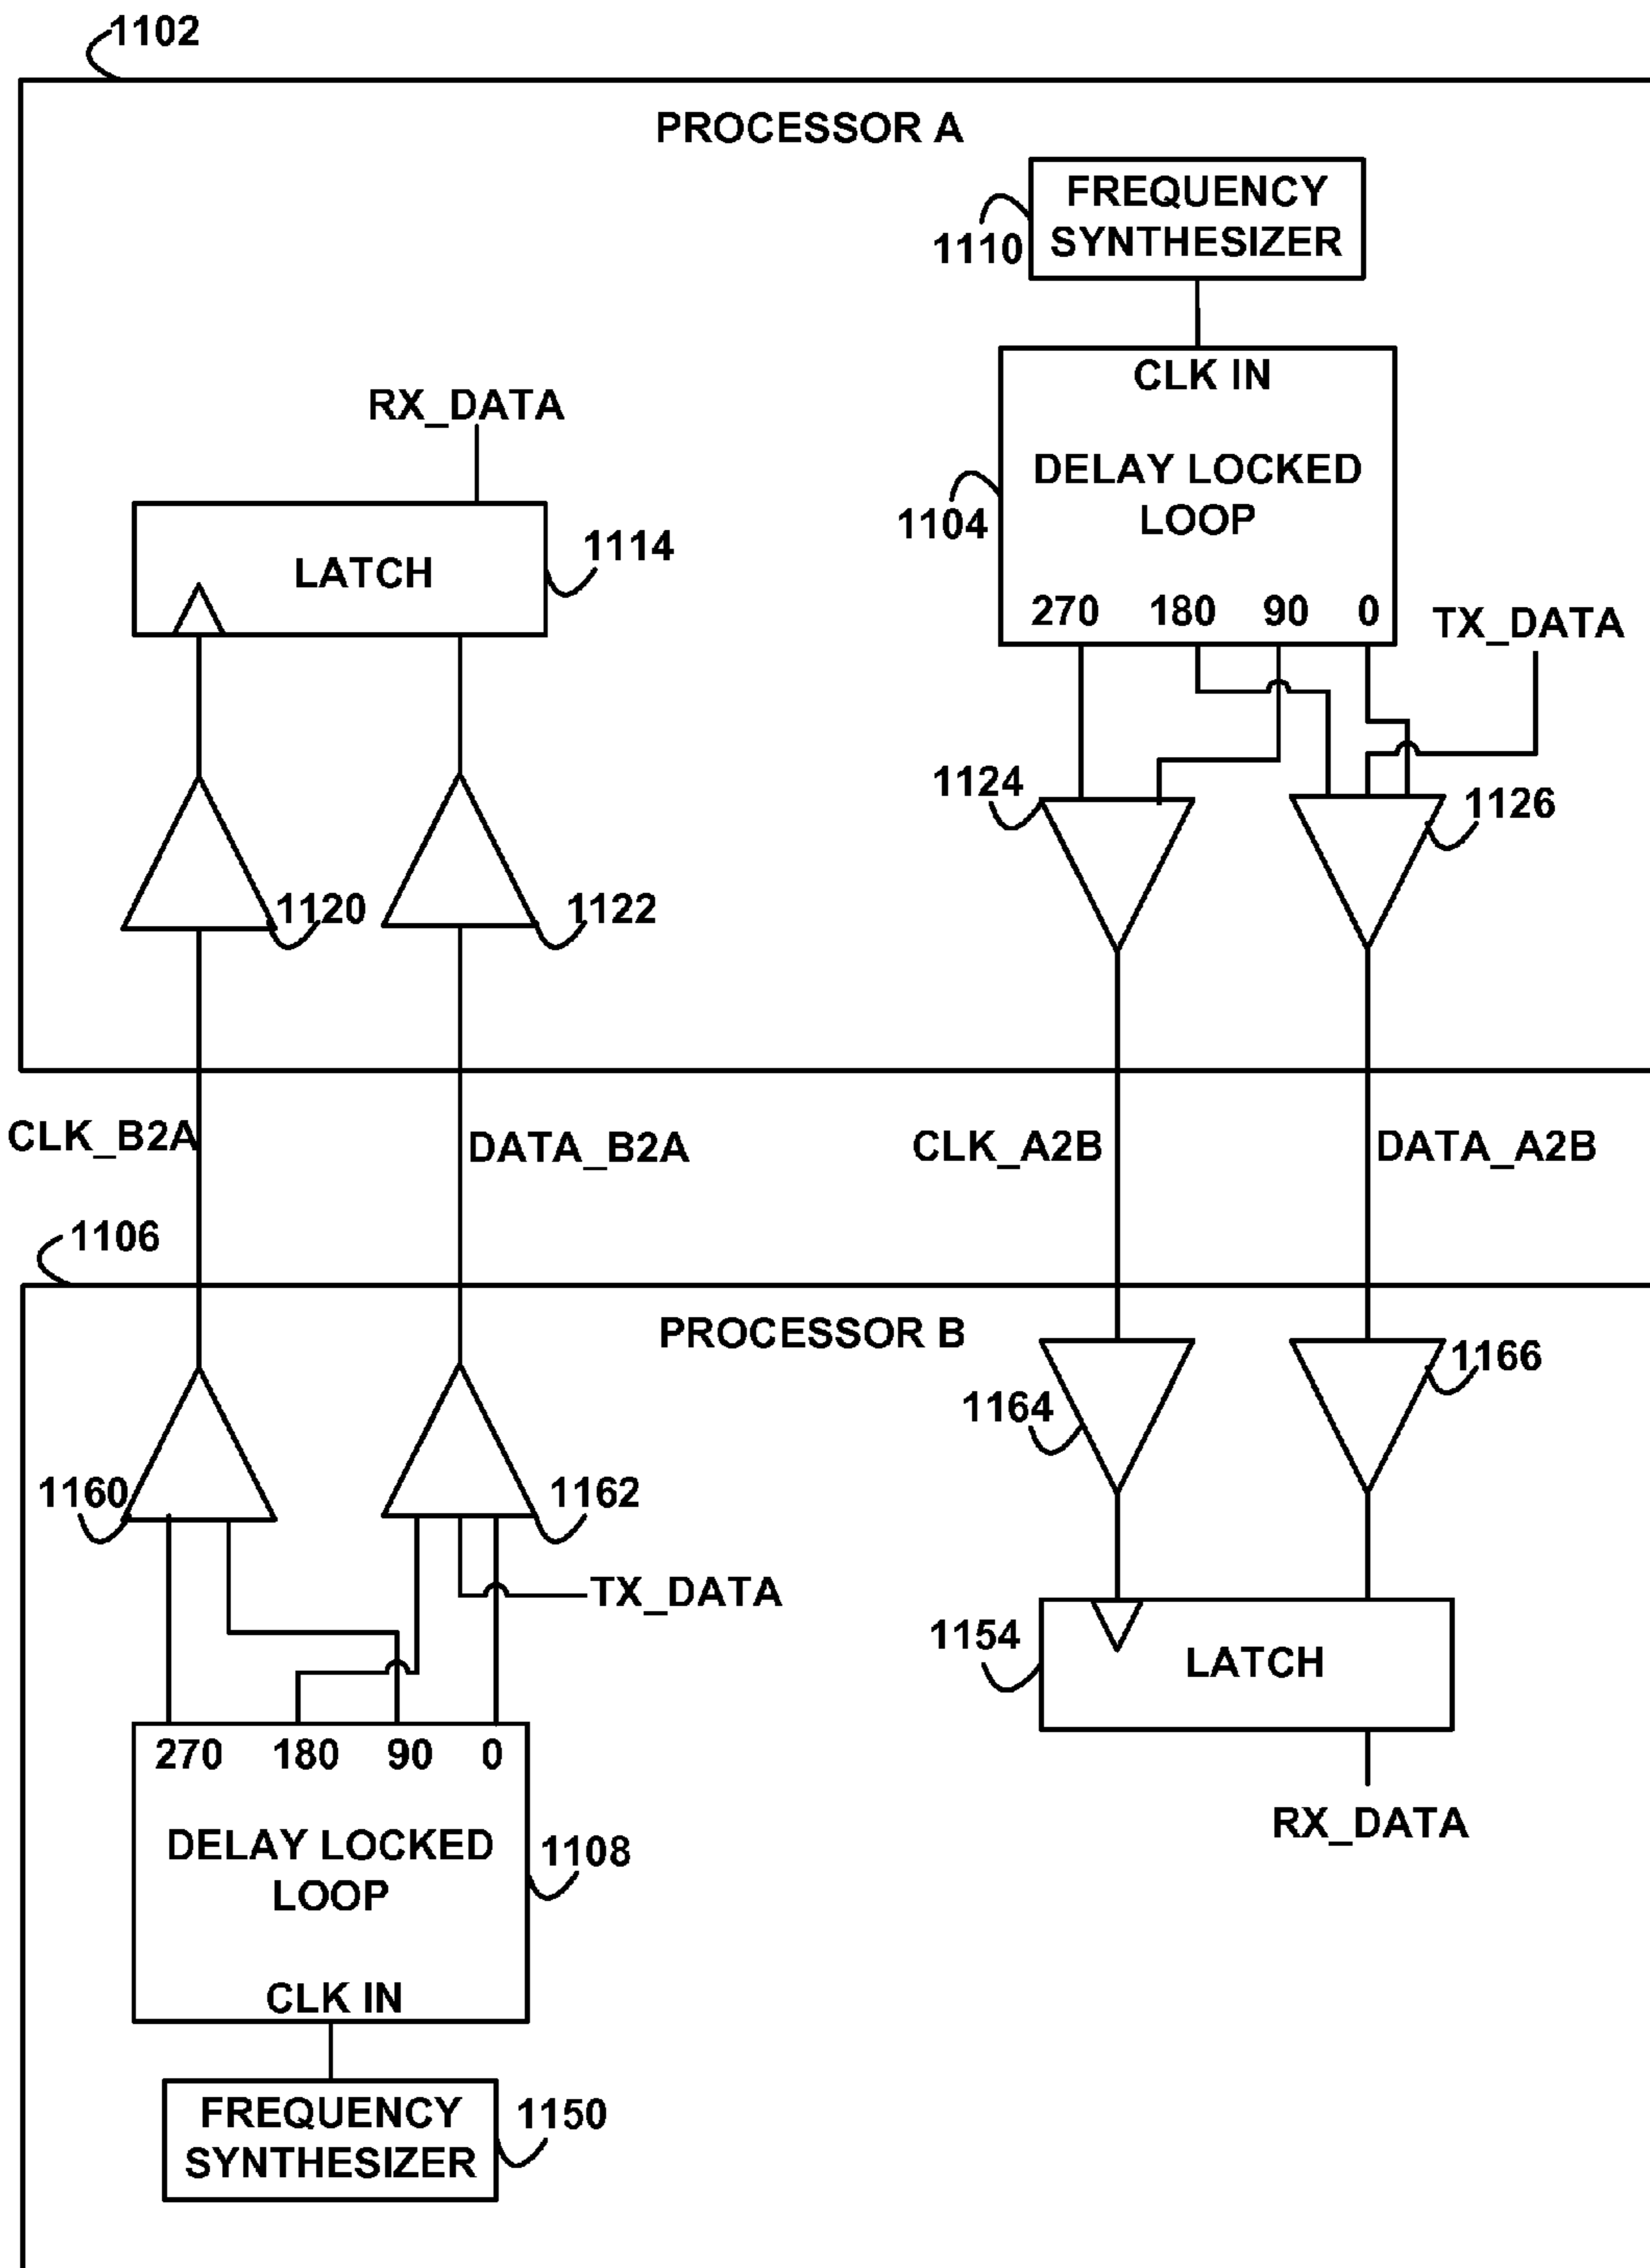 1102
PROCESSOR A
FREQUENCY
SYNTHESIZER
1110
CLK IN
DELAY LOCKED
LOOP
1104
270 180 90 0
TX_DATA
RX_DATA
LATCH
1114
1124
1126
1120
1122
CLK_B2A
DATA_B2A
CLK_A2B
DATA_A2B
1106
PROCESSOR B
1164
1166
1160
1162
TX_DATA
1154
LATCH
RX_DATA
270 180 90 0
DELAY LOCKED
LOOP
1108
CLK IN
FREQUENCY
SYNTHESIZER
1150